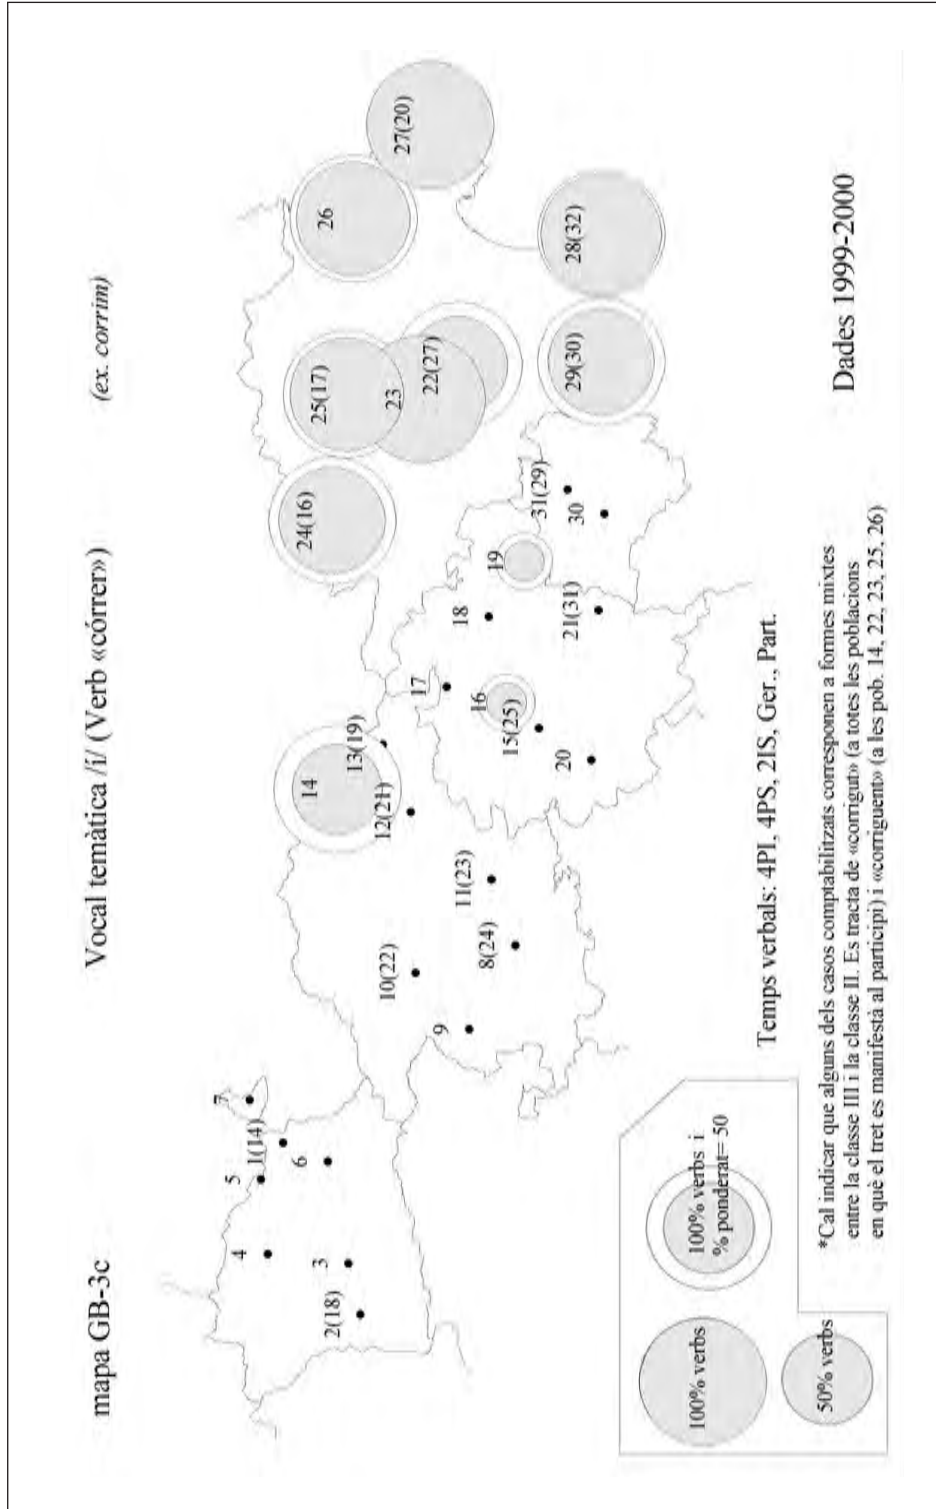 mapa GB-3c
Vocal temàtica /í/ (Verb «córrer»)
(ex. corrim)
7
5
1(14)
4
6
3
2(18)
14
13(19)
12(21)
10(22)
11(23)
9
8(24)
17
18
16
15(25)
19
20
21(31)
31(29)
30
24(16)
25(17)
23
22(27)
26
27(20)
29(30)
28(32)
100% verbs
50% verbs
100% verbs i
% ponderat= 50
Temps verbals: 4PI, 4PS, 2IS, Ger., Part.
Dades 1999-2000
*Cal indicar que alguns dels casos comptabilitzats corresponen a formes mixtes
entre la classe III i la classe II. Es tracta de «corrigut» (a totes les poblacions
en què el tret es manifestà al participi) i «corriguent» (a les pob. 14, 22, 23, 25, 26)